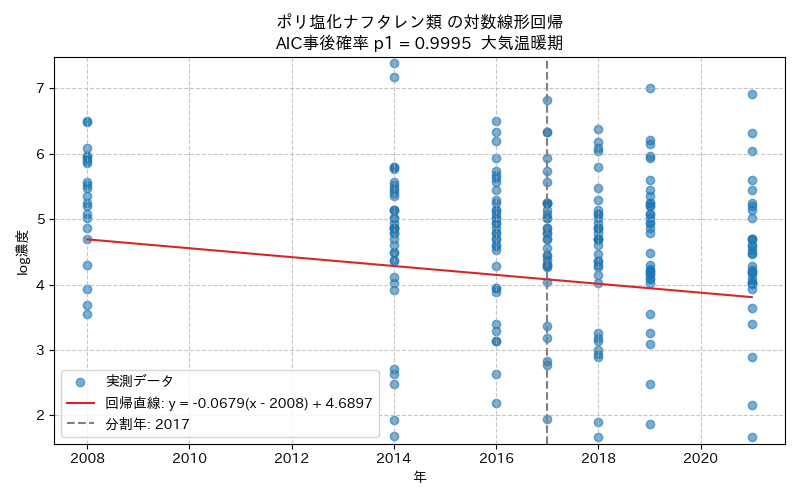 ポリ塩化ナフタレン類 の対数線形回帰
AIC事後確率 p1 = 0.9995 大気温暖期
7
6
5
4
3
2
log濃度
実測データ
回帰直線: y = -0.0679(x - 2008) + 4.6897
分割年: 2017
2008
2010
2012
2014
2016
2018
2020
年